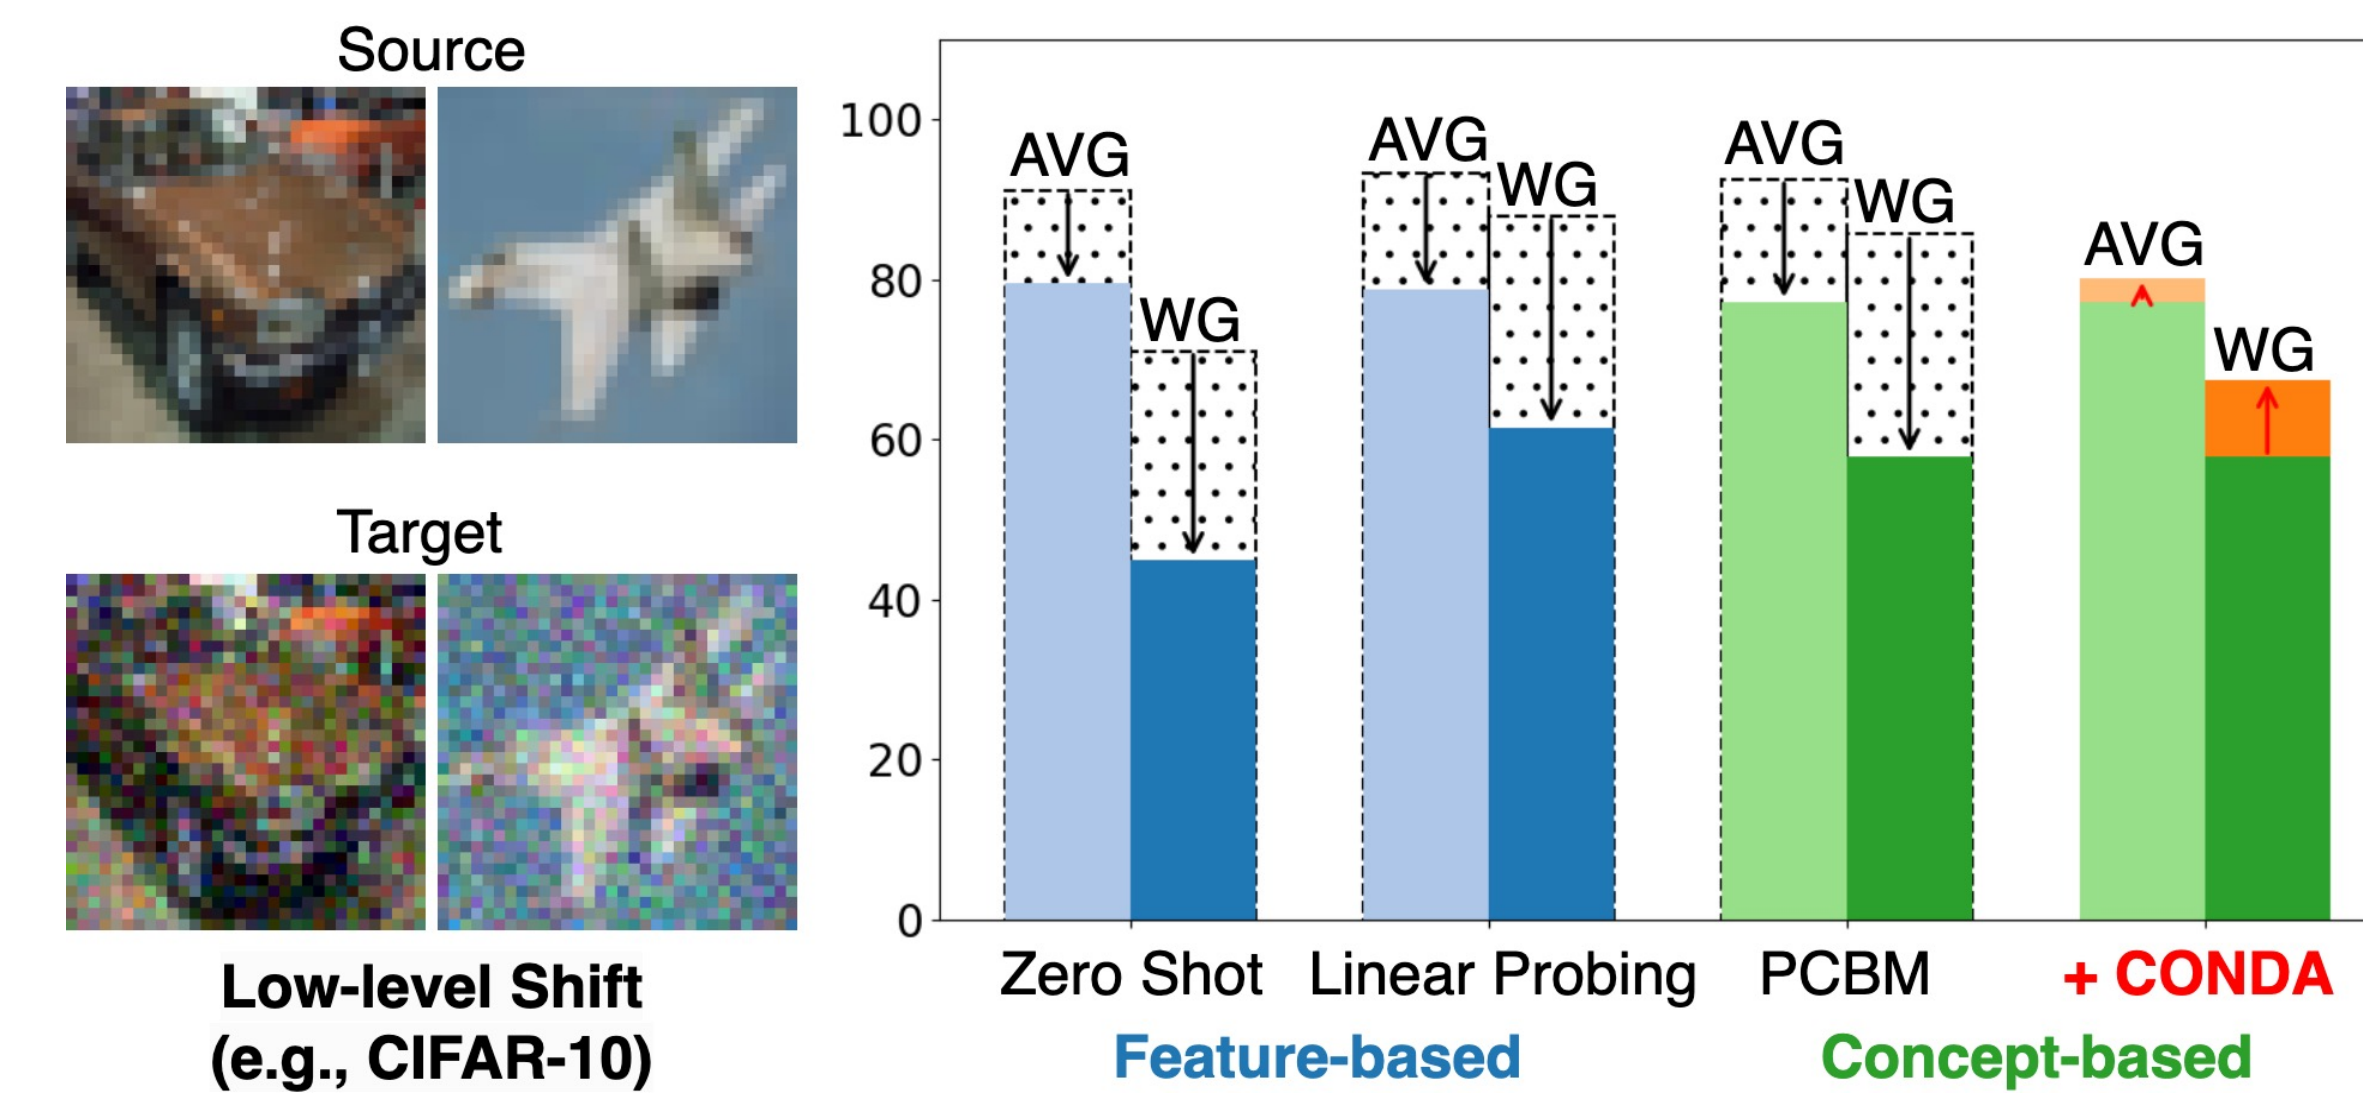 Source
Target
Low-level Shift
(e.g., CIFAR-10)
100
80
60
40
20
0
AVG
WG
AVG
WG
AVG
WG
AVG
WG
Zero Shot
Linear Probing
PCBM
+ CONDA
Feature-based
Concept-based